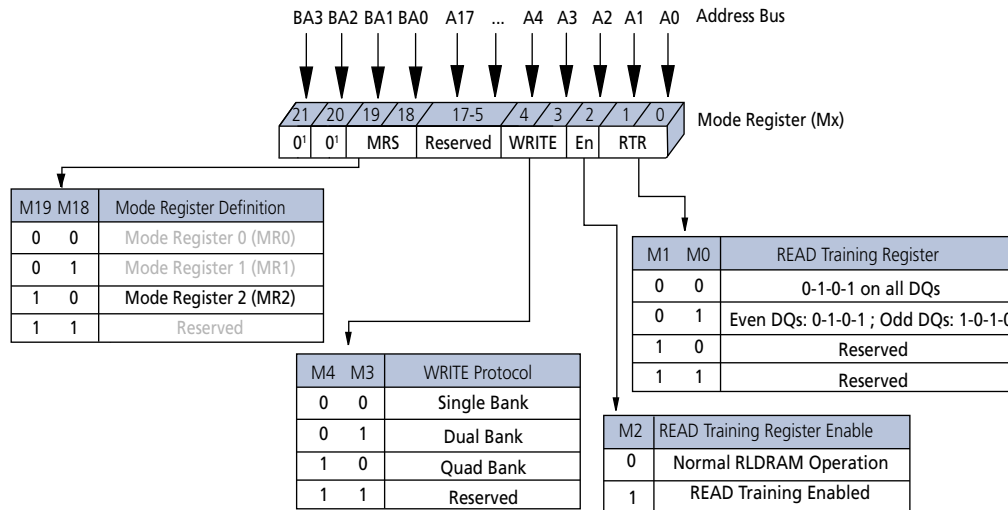 BA3 BA2 BA1 BA0 A17 ... A4 A3 A2 A1 A0 Address Bus
21 20 19 18 17-5 4 3 2 1 0 Mode Register (Mx)
0¹ 0¹ MRS Reserved WRITE En RTR
M19 M18 Mode Register Definition
0 0 Mode Register 0 (MR0)
0 1 Mode Register 1 (MR1)
1 0 Mode Register 2 (MR2)
1 1 Reserved
M1 M0 READ Training Register
0 0 0-1-0-1 on all DQs
0 1 Even DQs: 0-1-0-1 ; Odd DQs: 1-0-1-0
1 0 Reserved
1 1 Reserved
M4 M3 WRITE Protocol
0 0 Single Bank
0 1 Dual Bank
1 0 Quad Bank
1 1 Reserved
M2 READ Training Register Enable
0 Normal RLDRAM Operation
1 READ Training Enabled